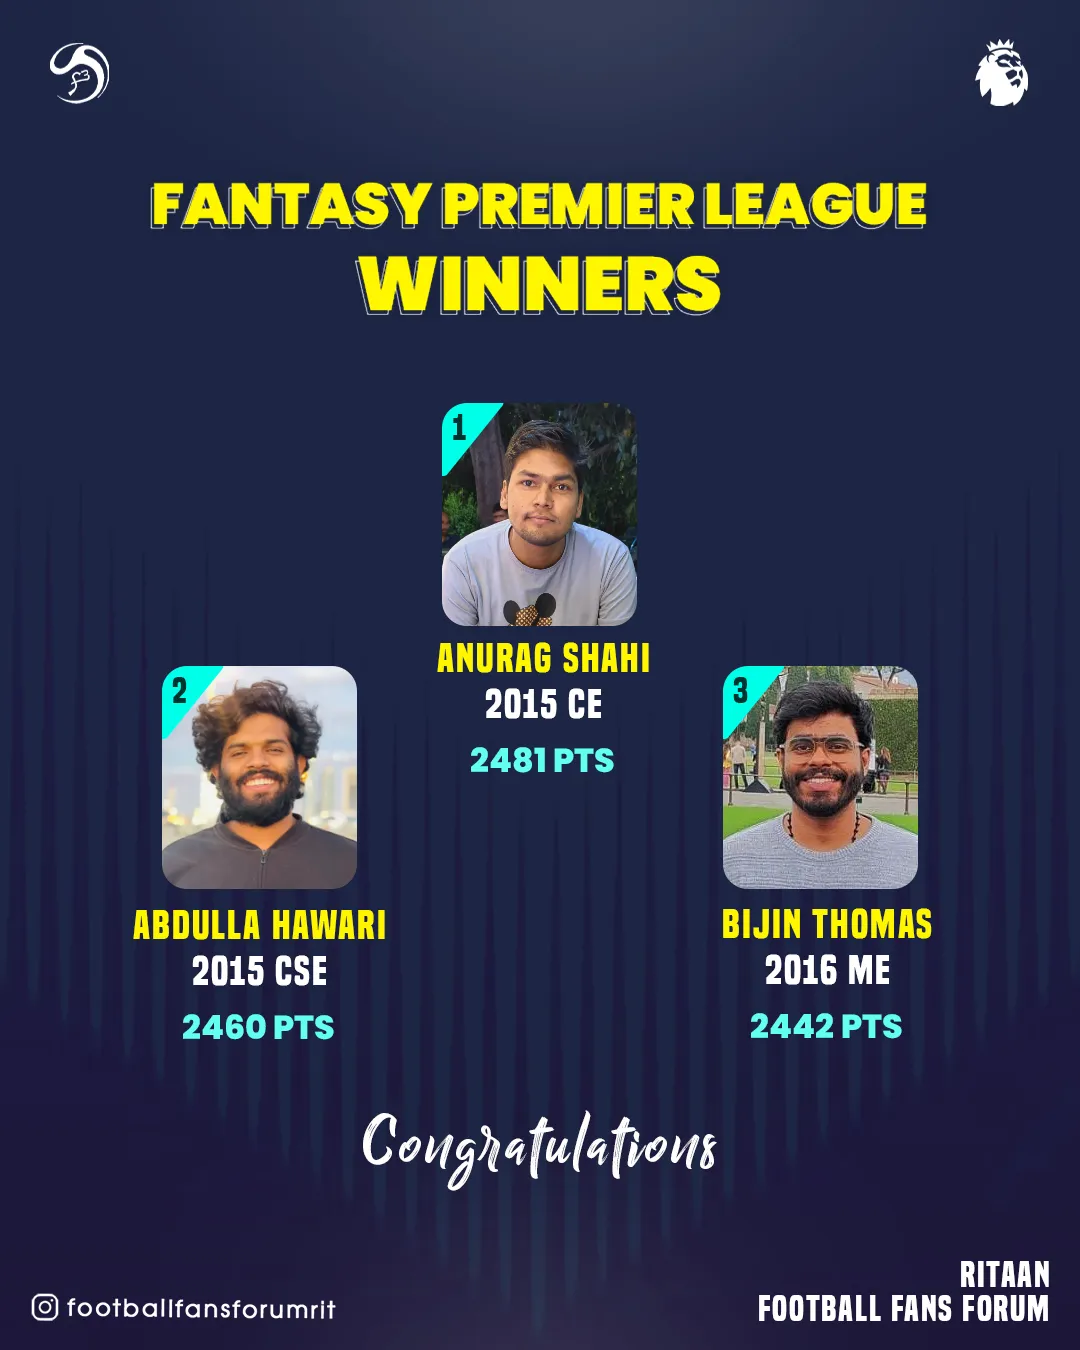 FANTASY PREMIER LEAGUE
WINNERS
1
ANURAG SHAHI
2015 CE
2481 PTS
2
ABDULLA HAWARI
2015 CSE
2460 PTS
3
BIJIN THOMAS
2016 ME
2442 PTS
Congratulations
footballfansforumrit
RITAAN
FOOTBALL FANS FORUM